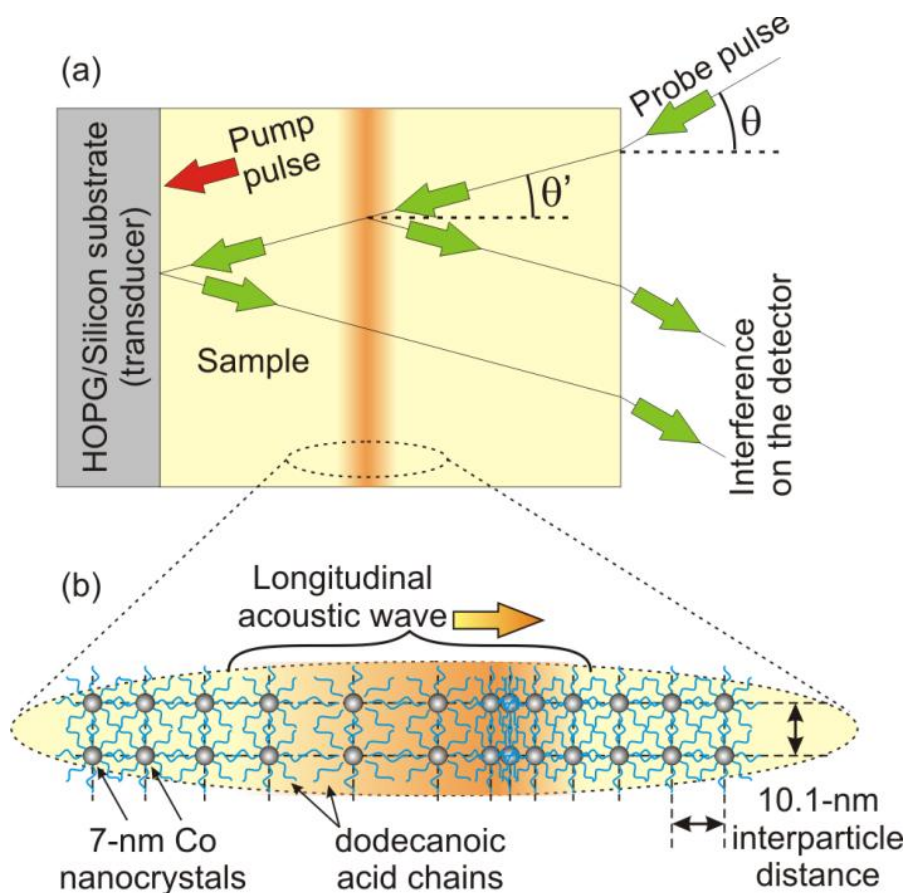 (a)
Probe pulse
θ
Pump
pulse
θ'
HOPG/Silicon substrate
(transducer)
Sample
Interference
on the detector
(b)
Longitudinal
acoustic wave
7-nm Co
nanocrystals
dodecanoic
acid chains
10.1-nm
interparticle
distance